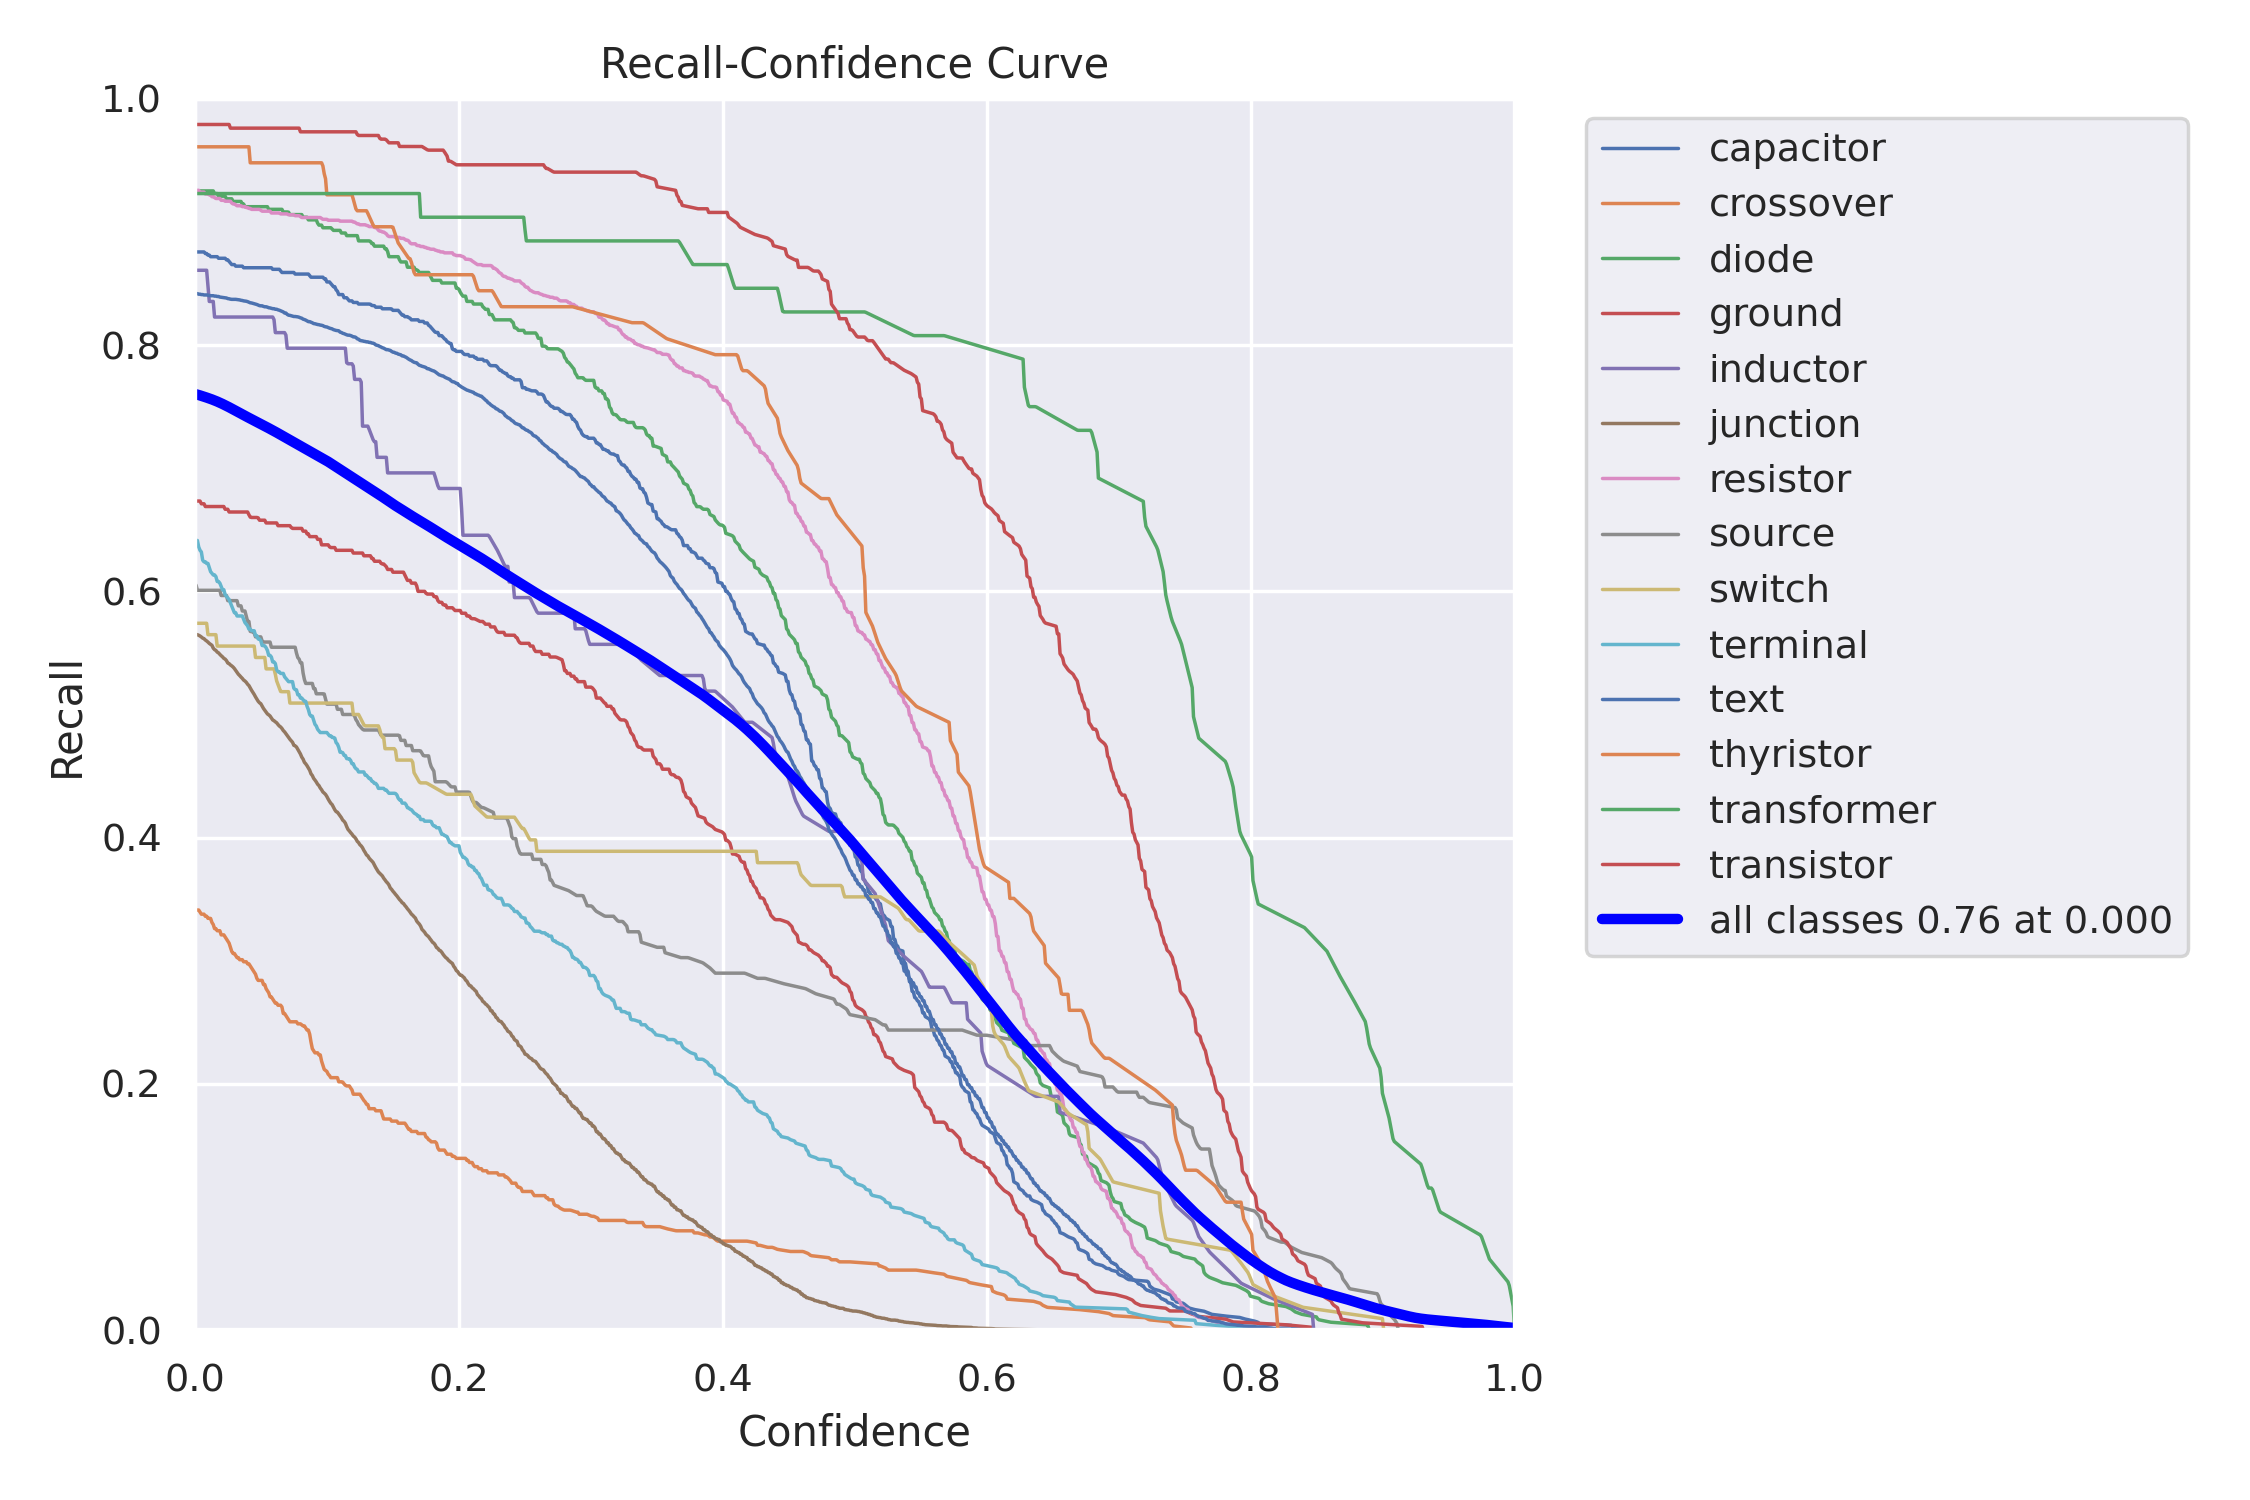 Recall-Confidence Curve
1.0
0.8
0.6
0.4
0.2
0.0
Recall
0.0 0.2 0.4 0.6 0.8 1.0
Confidence
capacitor
crossover
diode
ground
inductor
junction
resistor
source
switch
terminal
text
thyristor
transformer
transistor
all classes 0.76 at 0.000